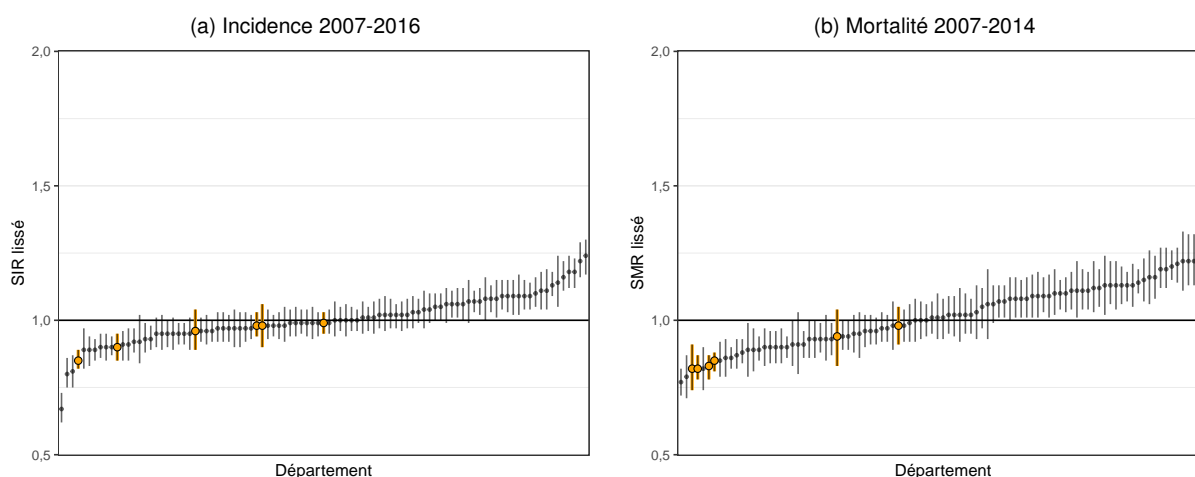 (a) Incidence 2007-2016
2,0
1,5
1,0
0,5
SIR lissé
Département
(b) Mortalité 2007-2014
2,0
1,5
1,0
0,5
SMR lissé
Département